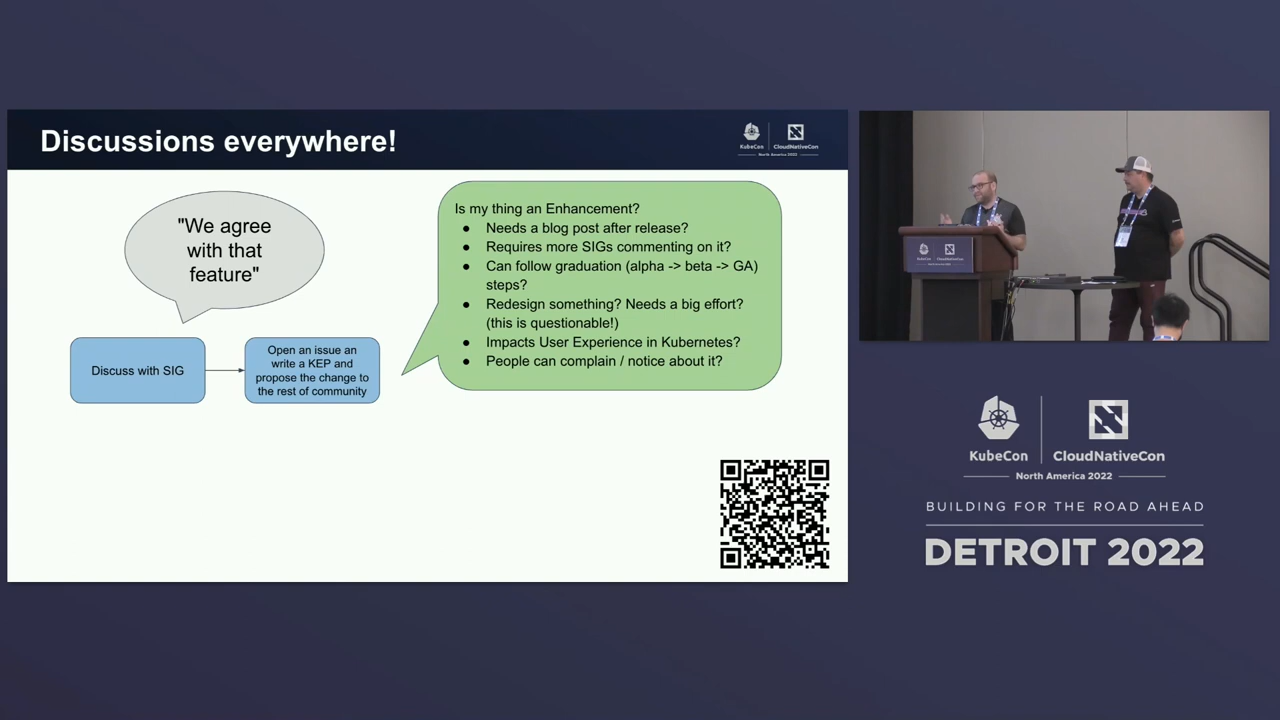 Discussions everywhere!
KubeCon
CloudNativeCon
North America 2022
"We agree
with that
feature"
Discuss with SIG
Open an issue an
write a KEP and
propose the change to
the rest of community
Is my thing an Enhancement?
● Needs a blog post after release?
● Requires more SIGs commenting on it?
● Can follow graduation (alpha -> beta -> GA)
steps?
● Redesign something? Needs a big effort?
(this is questionable!)
● Impacts User Experience in Kubernetes?
● People can complain / notice about it?
KubeCon
CloudNativeCon
North America 2022
BUILDING FOR THE ROAD AHEAD
DETROIT 2022